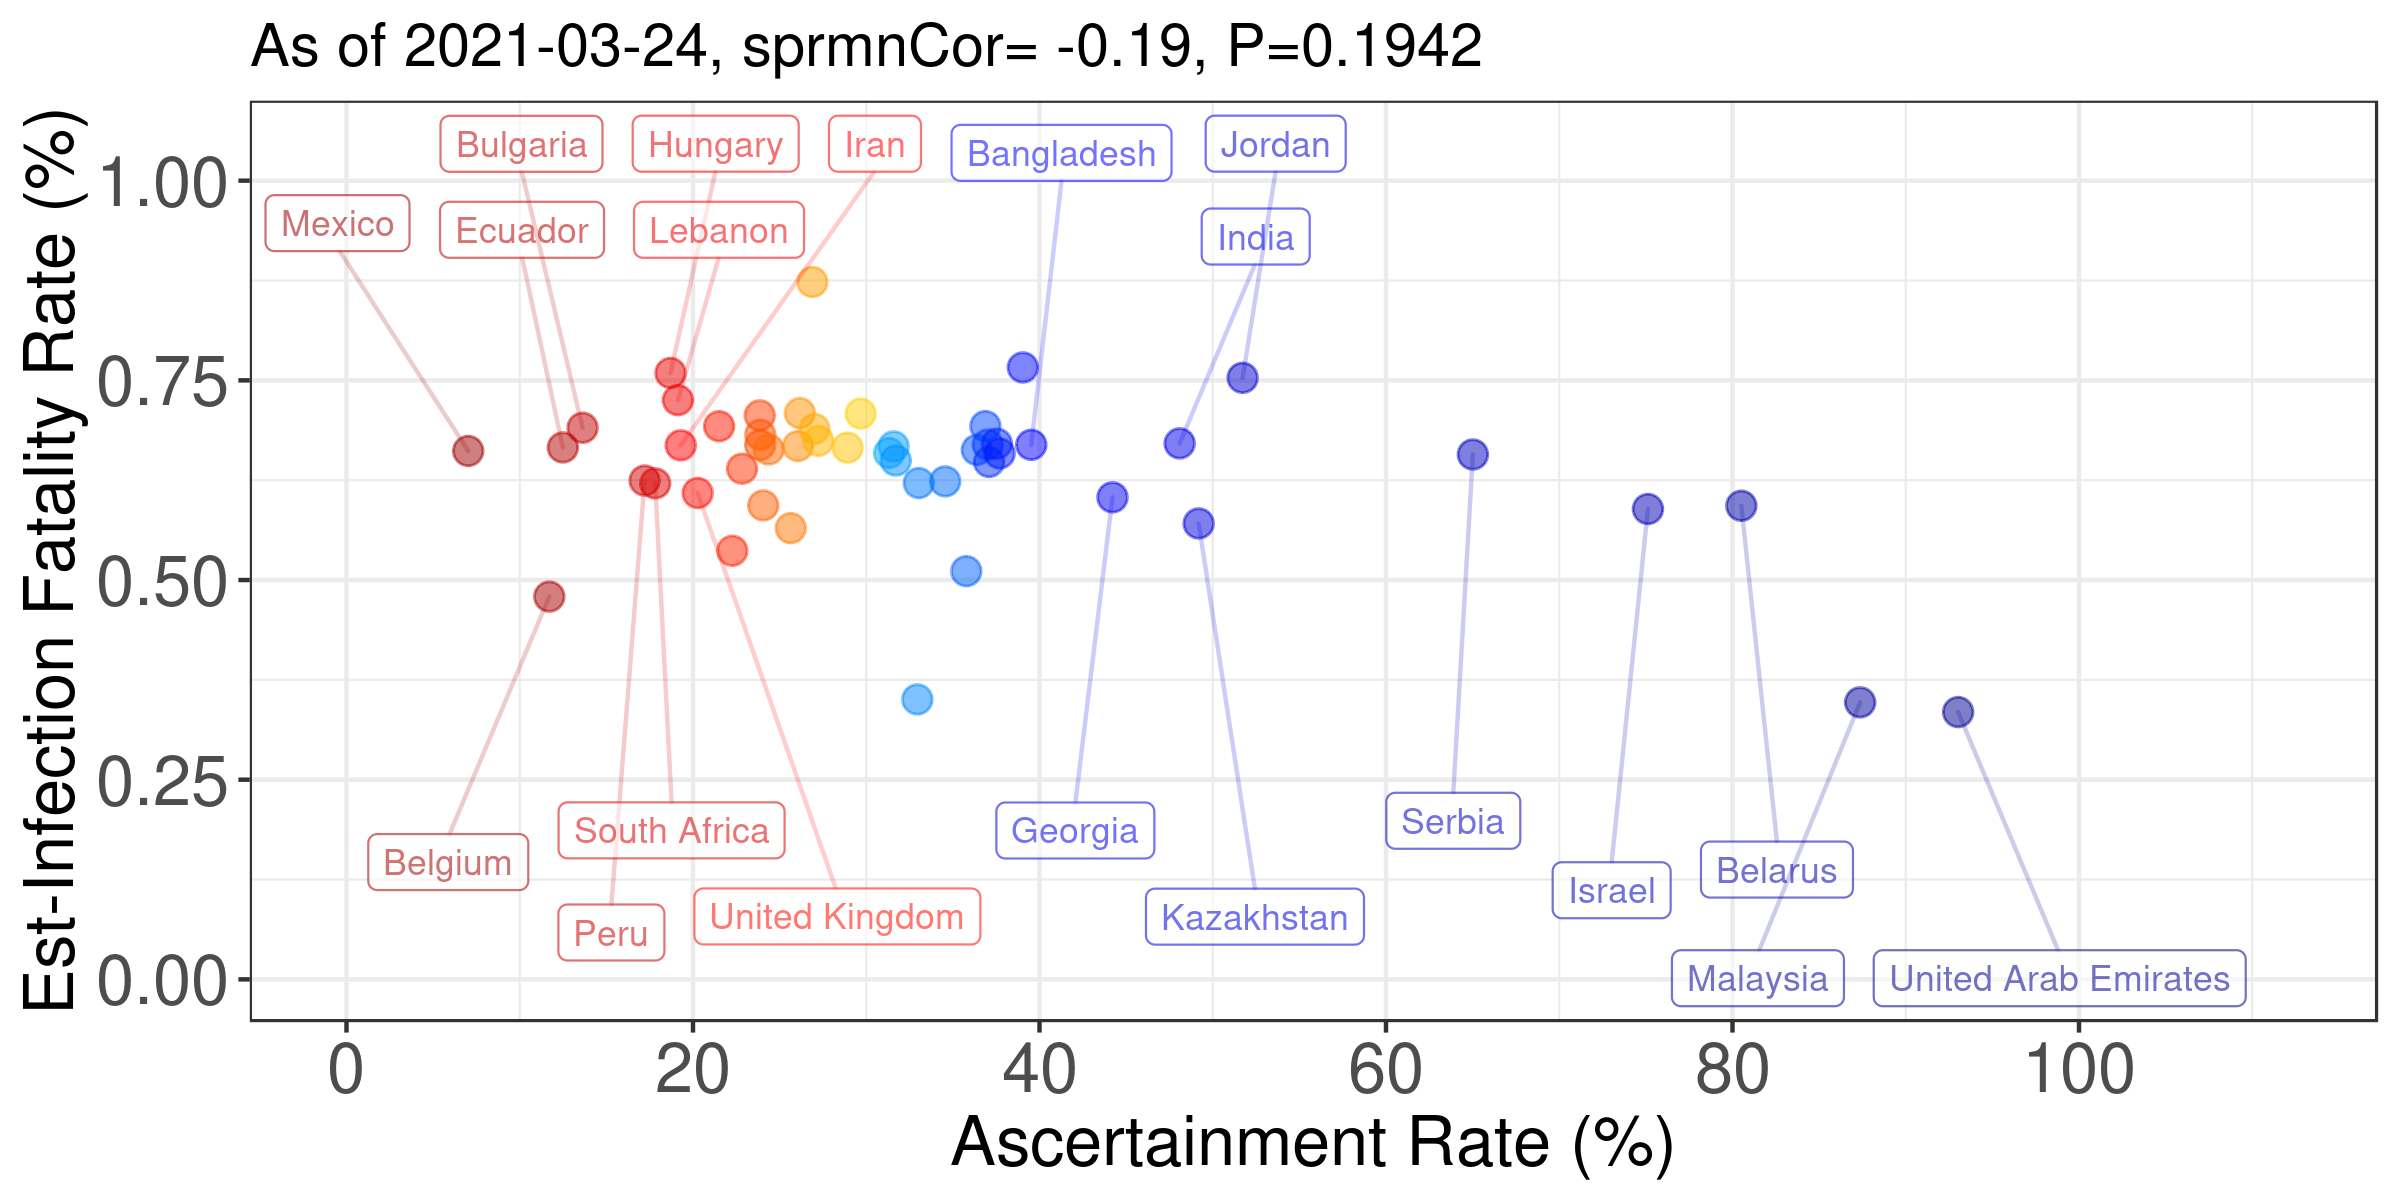 As of 2021-03-24, sprmnCor= -0.19, P=0.1942
Est-Infection Fatality Rate (%)
1.00
0.75
0.50
0.25
0.00
Bulgaria
Hungary
Iran
Bangladesh
Jordan
Mexico
Ecuador
Lebanon
India
South Africa
Georgia
Serbia
Belgium
Belarus
Israel
Peru
United Kingdom
Kazakhstan
Malaysia
United Arab Emirates
0
20
40
60
80
100
Ascertainment Rate (%)